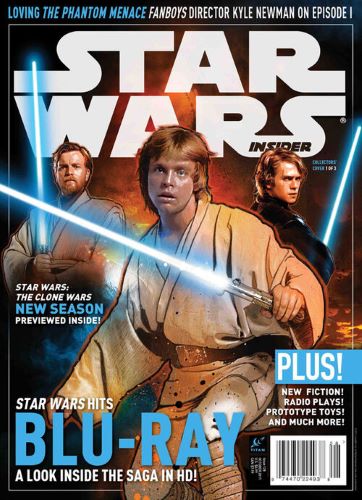 LOVING THE PHANTOM MENACE FANBOYS DIRECTOR KYLE NEWMAN ON EPISODE I
STAR
WARS
INSIDER
COLLECTORS'
COVER 1 OF 3
STAR WARS:
THE CLONE WARS
NEW SEASON
PREVIEWED INSIDE!
PLUS!
NEW FICTION!
RADIO PLAYS!
PROTOTYPE TOYS!
AND MUCH MORE!
STAR WARS HITS
BLU-RAY
A LOOK INSIDE THE SAGA IN HD!
TITAN